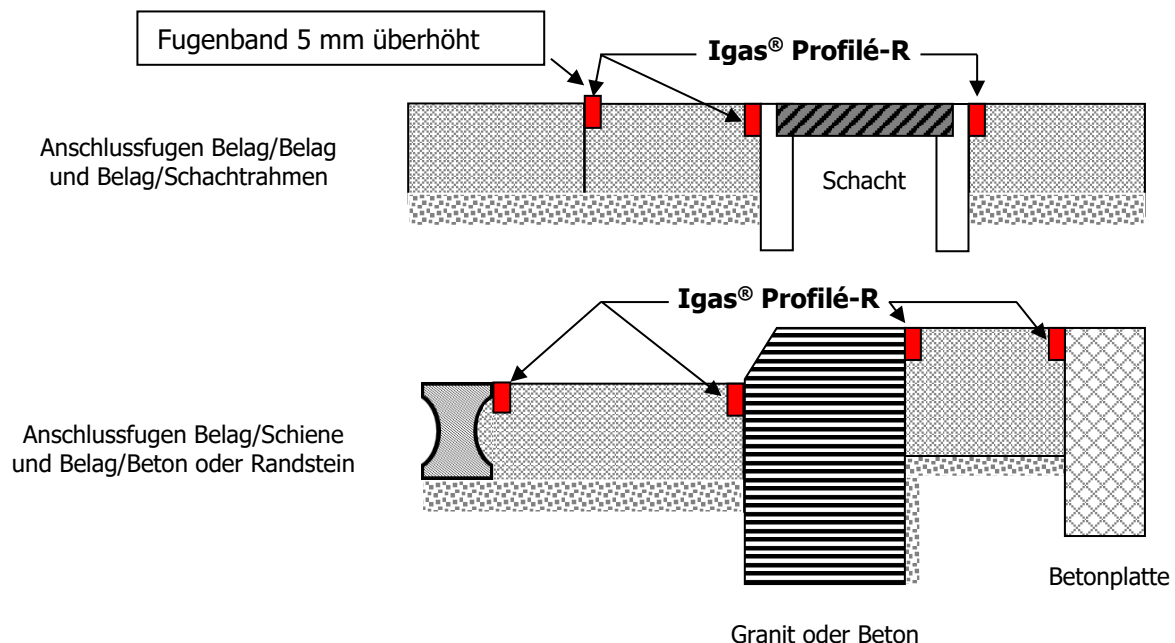 Fugenband 5 mm überhöht
Igas® Profilé-R
Anschlussfugen Belag/Belag
und Belag/Schachtrahmen
Schacht
Igas® Profilé-R
Anschlussfugen Belag/Schiene
und Belag/Beton oder Randstein
Betonplatte
Granit oder Beton